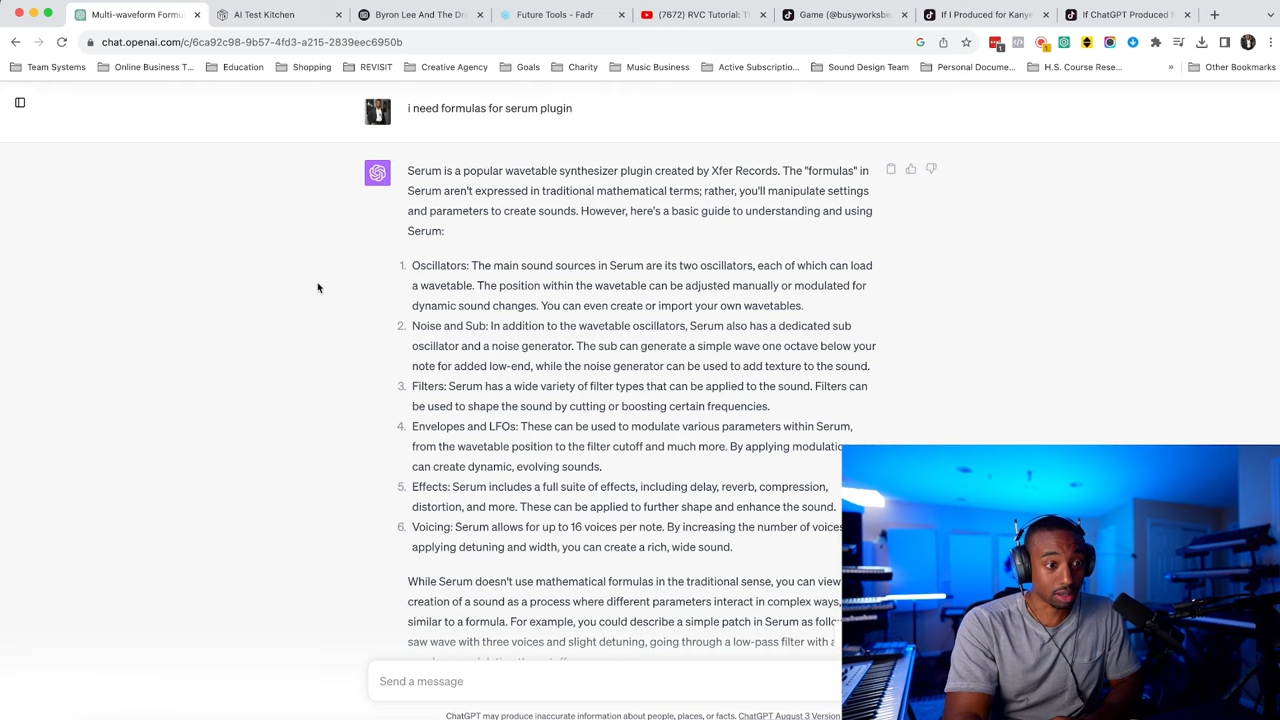 Multi-waveform Formu
AI Test Kitchen
Byron Lee And The Dra
Future Tools - Fadr
(7672) RVC Tutorial: T
Game (@busyworksbe
If I Produced for Kanye
If ChatGPT Produced M
chat.openai.com/c/6ca92c98-9b57-4fd3-a215-2839eec6950b
Team Systems
Online Business T...
Education
Shopping
REVISIT
Creative Agency
Goals
Charity
Music Business
Active Subscriptio...
Sound Design Team
Personal Docume...
H.S. Course Rese...
»
Other Bookmarks
i need formulas for serum plugin
Serum is a popular wavetable synthesizer plugin created by Xfer Records. The "formulas" in
Serum aren't expressed in traditional mathematical terms; rather, you'll manipulate settings
and parameters to create sounds. However, here's a basic guide to understanding and using
Serum:
1. Oscillators: The main sound sources in Serum are its two oscillators, each of which can load
a wavetable. The position within the wavetable can be adjusted manually or modulated for
dynamic sound changes. You can even create or import your own wavetables.
2. Noise and Sub: In addition to the wavetable oscillators, Serum also has a dedicated sub
oscillator and a noise generator. The sub can generate a simple wave one octave below your
note for added low-end, while the noise generator can be used to add texture to the sound.
3. Filters: Serum has a wide variety of filter types that can be applied to the sound. Filters can
be used to shape the sound by cutting or boosting certain frequencies.
4. Envelopes and LFOs: These can be used to modulate various parameters within Serum,
from the wavetable position to the filter cutoff and much more. By applying modulatio
can create dynamic, evolving sounds.
5. Effects: Serum includes a full suite of effects, including delay, reverb, compression,
distortion, and more. These can be applied to further shape and enhance the sound.
6. Voicing: Serum allows for up to 16 voices per note. By increasing the number of voices
applying detuning and width, you can create a rich, wide sound.
While Serum doesn't use mathematical formulas in the traditional sense, you can view
creation of a sound as a process where different parameters interact in complex ways,
similar to a formula. For example, you could describe a simple patch in Serum as follo
saw wave with three voices and slight detuning, going through a low-pass filter with a
Send a message
ChatGPT may produce inaccurate information about people, places, or facts. ChatGPT August 3 Version